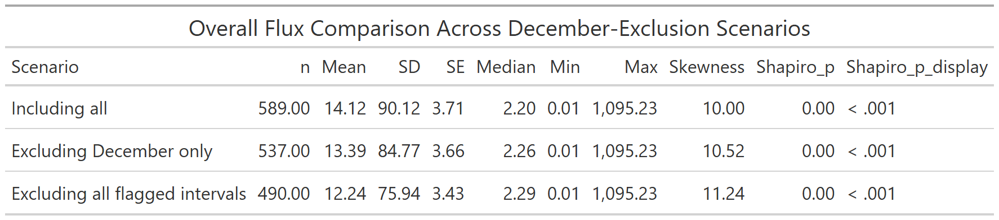 Overall Flux Comparison Across December-Exclusion Scenarios
Scenario n Mean SD SE Median Min Max Skewness Shapiro_p Shapiro_p_display
Including all 589.00 14.12 90.12 3.71 2.20 0.01 1,095.23 10.00 0.00 < .001
Excluding December only 537.00 13.39 84.77 3.66 2.26 0.01 1,095.23 10.52 0.00 < .001
Excluding all flagged intervals 490.00 12.24 75.94 3.43 2.29 0.01 1,095.23 11.24 0.00 < .001